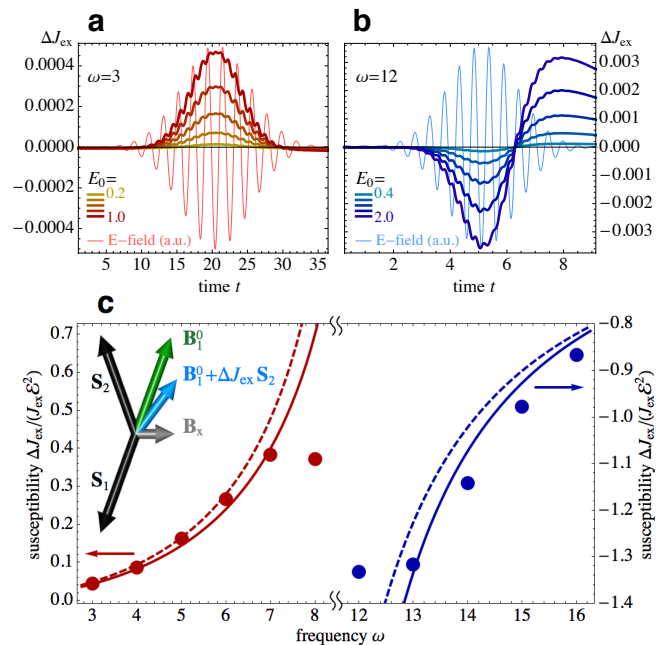 a
ΔJex
ω=3
0.0004
0.0002
0.0000
−0.0002
−0.0004
E0=
0.2
1.0
E−field (a.u.)
5 10 15 20 25 30 35
time t
b
ΔJex
ω=12
0.003
0.002
0.001
0.000
−0.001
−0.002
−0.003
E0=
0.4
2.0
E−field (a.u.)
0 2 4 6 8
time t
c
susceptibility ΔJex/(Jexℰ²)
0.7
0.6
0.5
0.4
0.3
0.2
0.1
0.0
B₁⁰
B₁⁰+ΔJex S₂
Bx
S₂
S₁
−0.8
−0.9
−1.0
−1.1
−1.2
−1.3
−1.4
susceptibility ΔJex/(Jexℰ²)
3 4 5 6 7 8 12 13 14 15 16
frequency ω